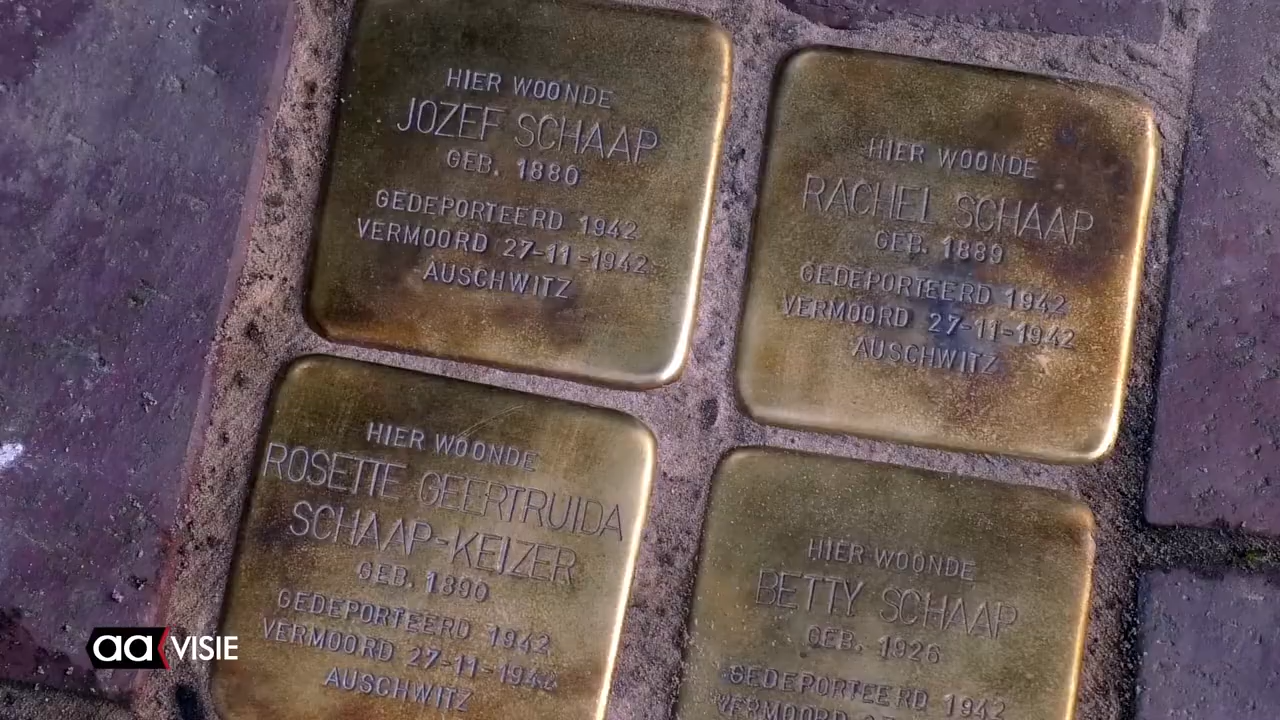 HIER WOONDE
JOZEF SCHAAP
GEB. 1880
GEDEPORTEERD 1942
VERMOORD 27-11-1942
AUSCHWITZ
HIER WOONDE
RACHEL SCHAAP
GEB. 1889
GEDEPORTEERD 1942
VERMOORD 27-11-1942
AUSCHWITZ
HIER WOONDE
ROSETTE GEERTRUIDA
SCHAAP-KEIZER
GEB. 1890
GEDEPORTEERD 1942
VERMOORD 27-11-1942
AUSCHWITZ
HIER WOONDE
BETTY SCHAAP
GEB. 1926
GEDEPORTEERD 1942
VERMOORD
aa VISIE